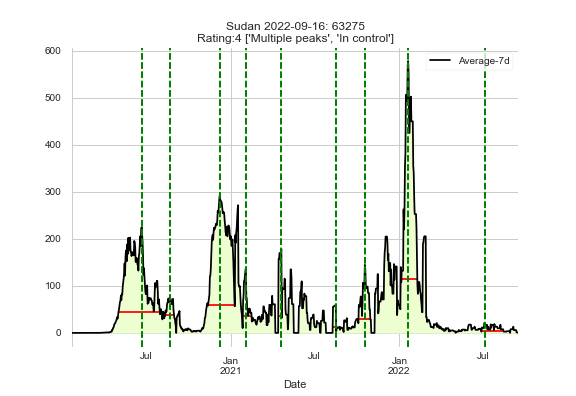 Sudan 2022-09-16: 63275
Rating:4 ['Multiple peaks', 'In control']
Average-7d
600
500
400
300
200
100
0
Jul
Jan
2021
Jul
Jan
2022
Jul
Date